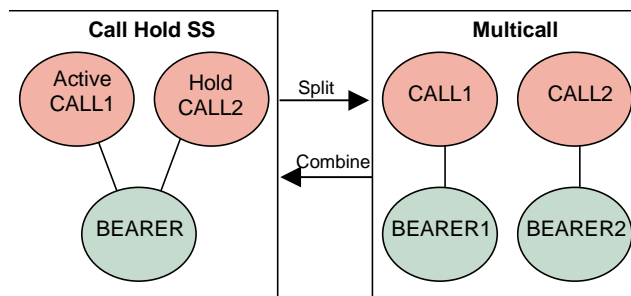 Call Hold SS
Active
CALL1
Hold
CALL2
BEARER
Split
Combine
Multicall
CALL1
CALL2
BEARER1
BEARER2